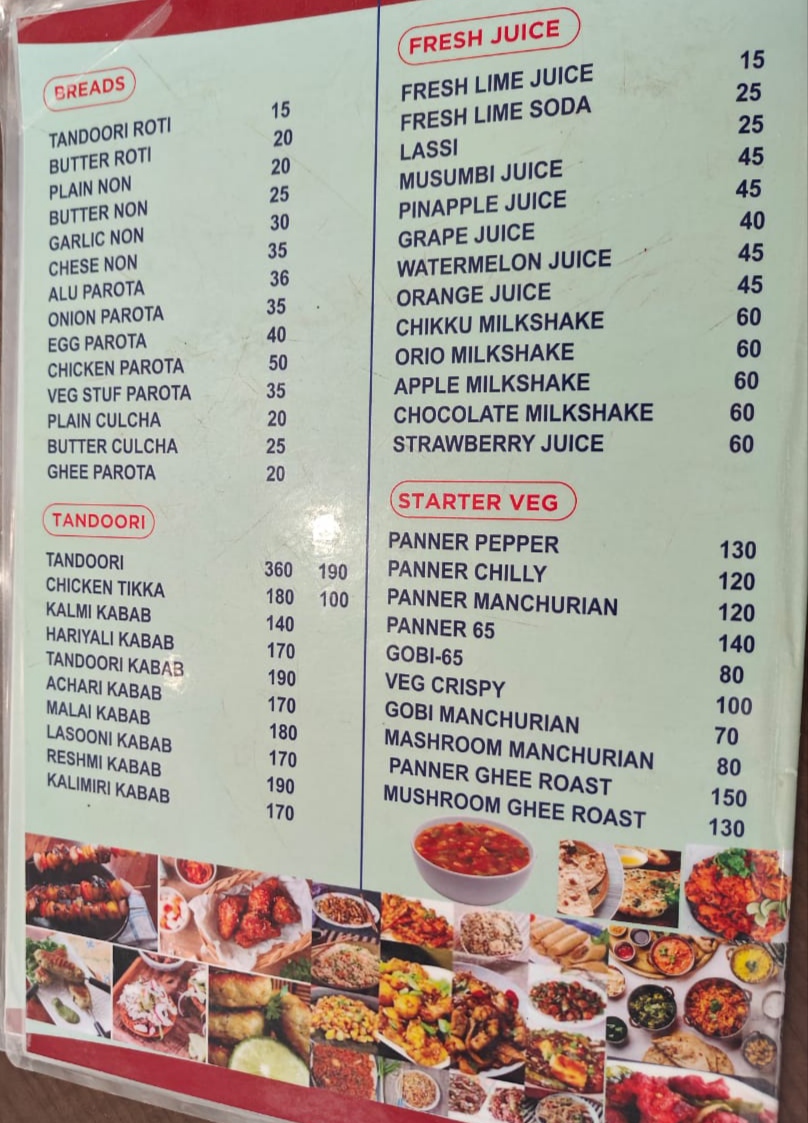 BREADS
TANDOORI ROTI 15
BUTTER ROTI 20
PLAIN NON 20
BUTTER NON 25
GARLIC NON 30
CHESE NON 35
ALU PAROTA 36
ONION PAROTA 35
EGG PAROTA 40
CHICKEN PAROTA 50
VEG STUF PAROTA 35
PLAIN CULCHA 20
BUTTER CULCHA 25
GHEE PAROTA 20
TANDOORI
TANDOORI 360 190
CHICKEN TIKKA 180 100
KALMI KABAB 140
HARIYALI KABAB 170
TANDOORI KABAB 190
ACHARI KABAB 170
MALAI KABAB 180
LASOONI KABAB 170
RESHMI KABAB 190
KALIMIRI KABAB 170
FRESH JUICE
FRESH LIME JUICE 15
FRESH LIME SODA 25
LASSI 25
MUSUMBI JUICE 45
PINAPPLE JUICE 45
GRAPE JUICE 40
WATERMELON JUICE 45
ORANGE JUICE 45
CHIKKU MILKSHAKE 60
ORIO MILKSHAKE 60
APPLE MILKSHAKE 60
CHOCOLATE MILKSHAKE 60
STRAWBERRY JUICE 60
STARTER VEG
PANNER PEPPER 130
PANNER CHILLY 120
PANNER MANCHURIAN 120
PANNER 65 140
GOBI-65 80
VEG CRISPY 100
GOBI MANCHURIAN 70
MASHROOM MANCHURIAN 80
PANNER GHEE ROAST 150
MUSHROOM GHEE ROAST 130